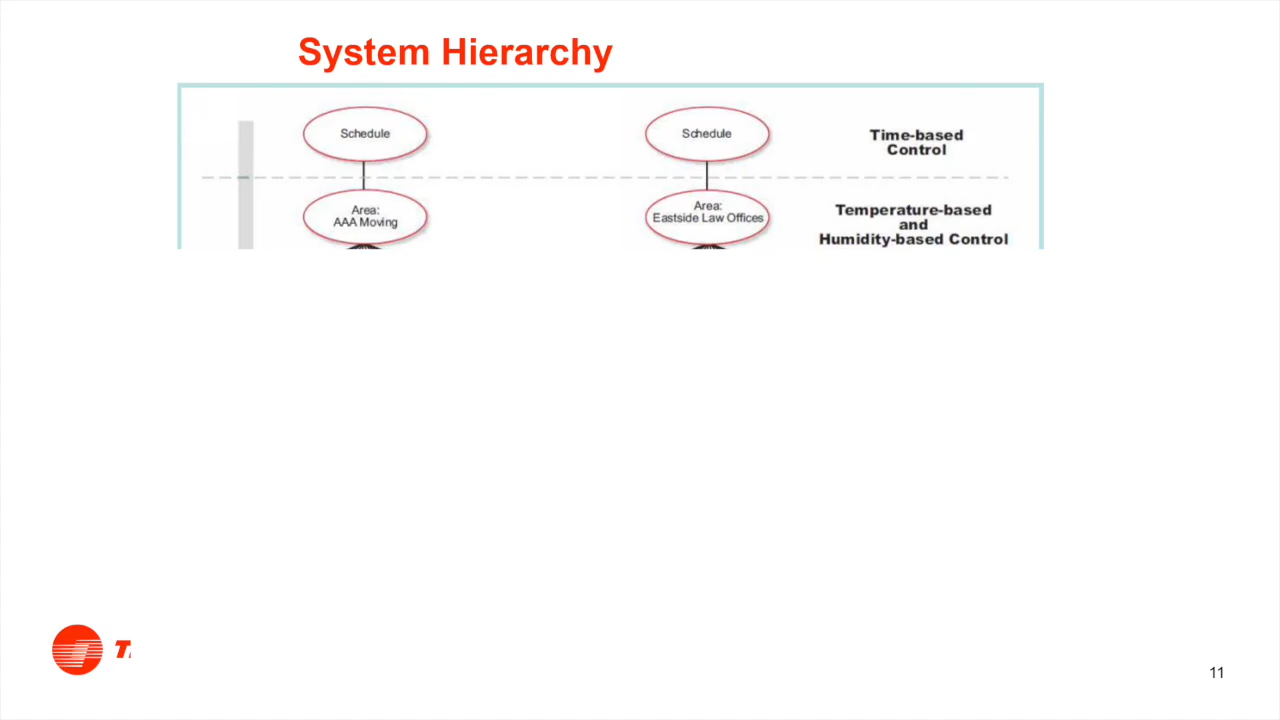 System Hierarchy
Schedule
Schedule
Time-based
Control
Area:
AAA Moving
Area:
Eastside Law Offices
Temperature-based
and
Humidity-based Control
11